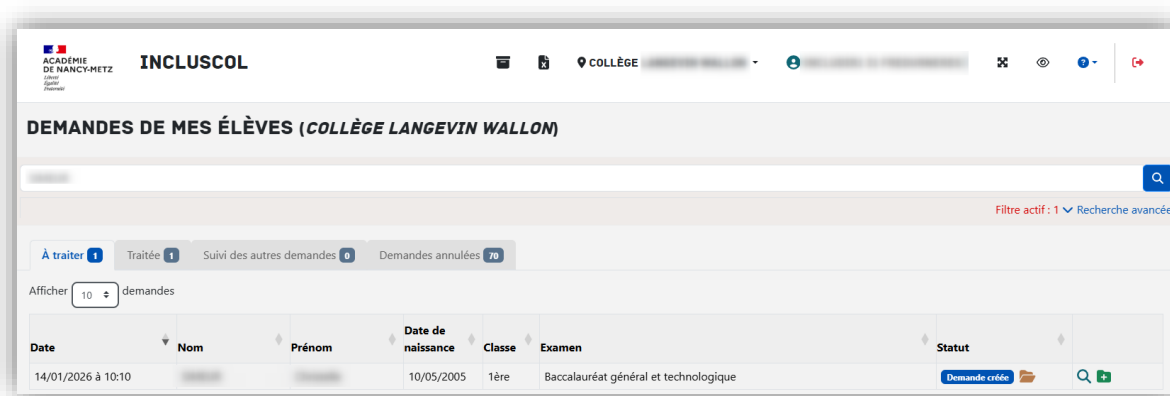 ACADÉMIE
DE NANCY-METZ
Liberté
Égalité
Fraternité
INCLUSCOL
COLLÈGE
DEMANDES DE MES ÉLÈVES (COLLÈGE LANGEVIN WALLON)
Filtre actif : 1 Recherche avancée
À traiter 1 Traitée 1 Suivi des autres demandes 0 Demandes annulées 70
Afficher 10 demandes
Date Nom Prénom Date de naissance Classe Examen Statut
14/01/2026 à 10:10 10/05/2005 1ère Baccalauréat général et technologique Demande créée